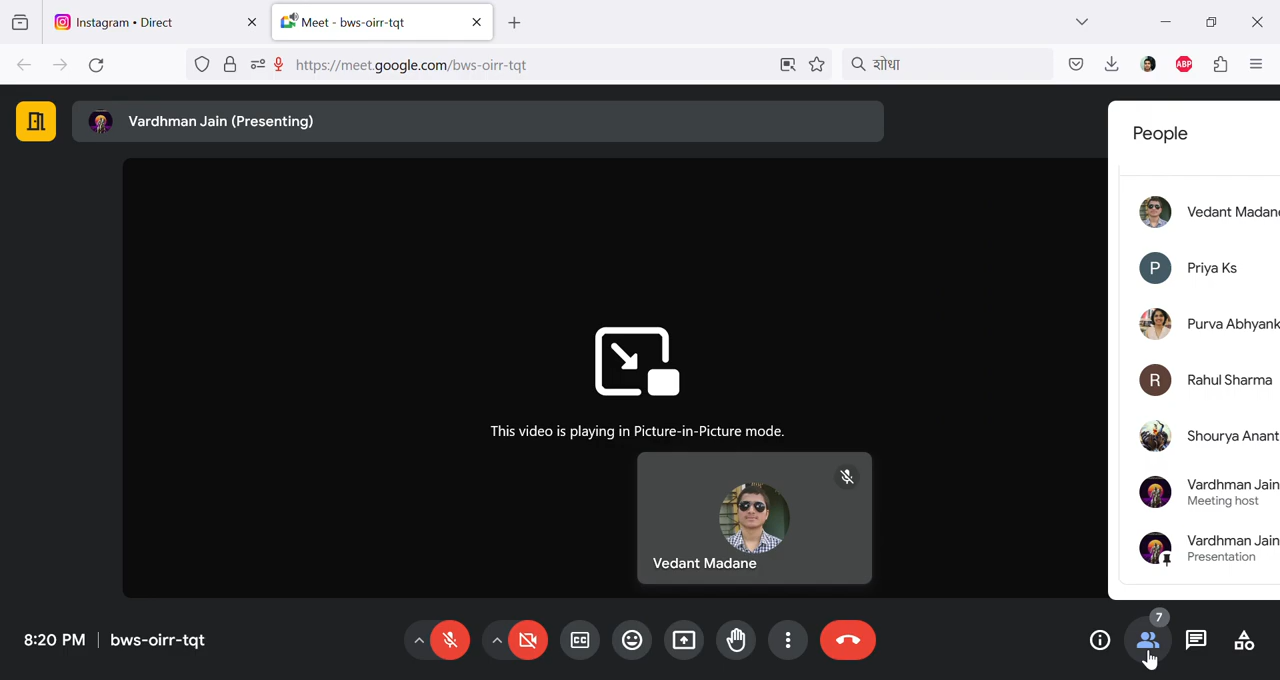 Instagram • Direct
Meet - bws-oirr-tqt
https://meet.google.com/bws-oirr-tqt
शोधा
ABP
Vardhman Jain (Presenting)
People
Vedant Madane
P Priya Ks
Purva Abhyank
R Rahul Sharma
Shourya Anant
Vardhman Jain
Meeting host
Vardhman Jain
Presentation
This video is playing in Picture-in-Picture mode.
Vedant Madane
8:20 PM | bws-oirr-tqt
7